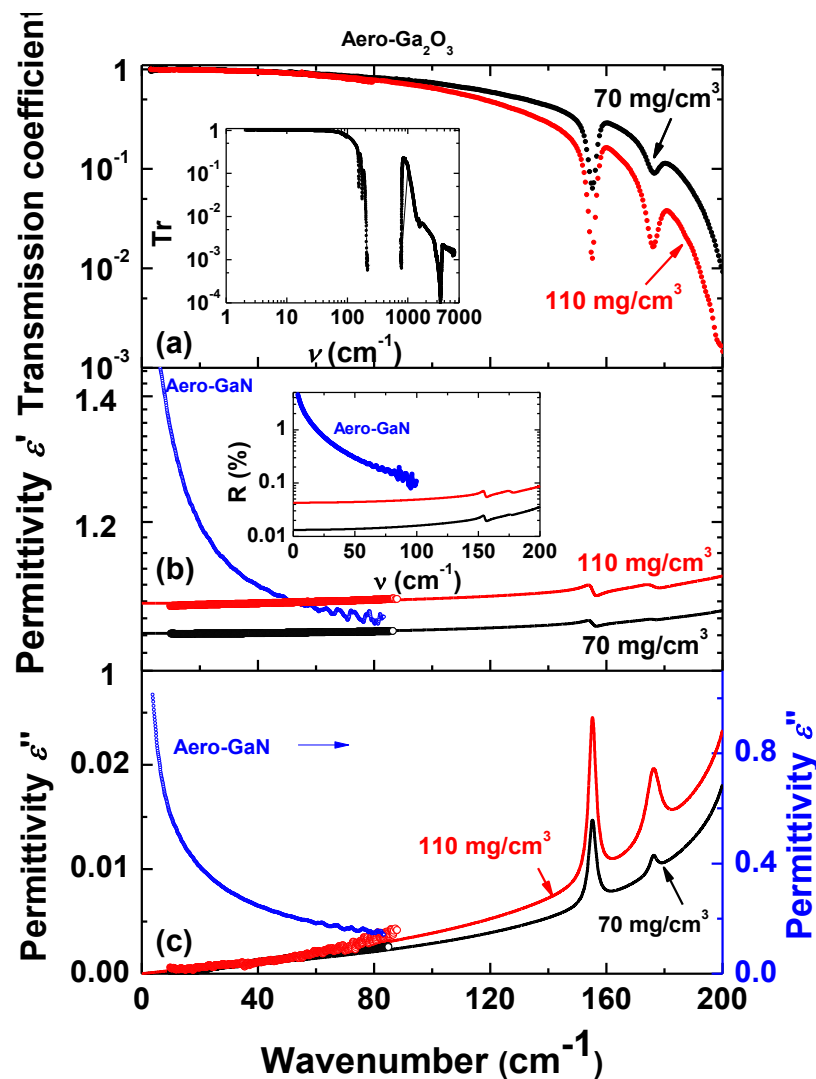 Aero-Ga2O3
Transmission coefficient
1
10-1
10-2
10-3
70 mg/cm3
110 mg/cm3
(a)
Tr
1
10-1
10-2
10-3
10-4
1 10 100 1000 7000
ν (cm-1)
Permittivity ε'
1.4
1.2
Aero-GaN
(b)
110 mg/cm3
70 mg/cm3
R (%)
Aero-GaN
1
0.1
0.01
0 50 100 150 200
ν (cm-1)
Permittivity ε''
0.02
0.01
0.00
Aero-GaN
110 mg/cm3
70 mg/cm3
(c)
0.8
0.4
0.0
Permittivity ε''
0 40 80 120 160 200
Wavenumber (cm-1)